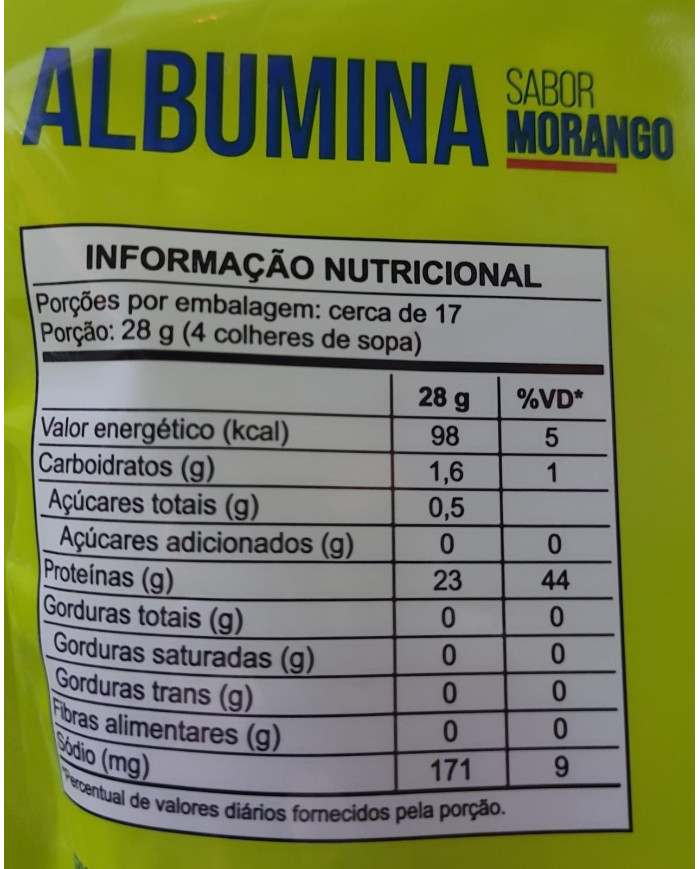 ALBUMINA SABOR
MORANGO
INFORMAÇÃO NUTRICIONAL
Porções por embalagem: cerca de 17
Porção: 28 g (4 colheres de sopa)
28 g %VD*
Valor energético (kcal) 98 5
Carboidratos (g) 1,6 1
Açúcares totais (g) 0,5
Açúcares adicionados (g) 0 0
Proteínas (g) 23 44
Gorduras totais (g) 0 0
Gorduras saturadas (g) 0 0
Gorduras trans (g) 0 0
Fibras alimentares (g) 0 0
Sódio (mg) 171 9
*Percentual de valores diários fornecidos pela porção.